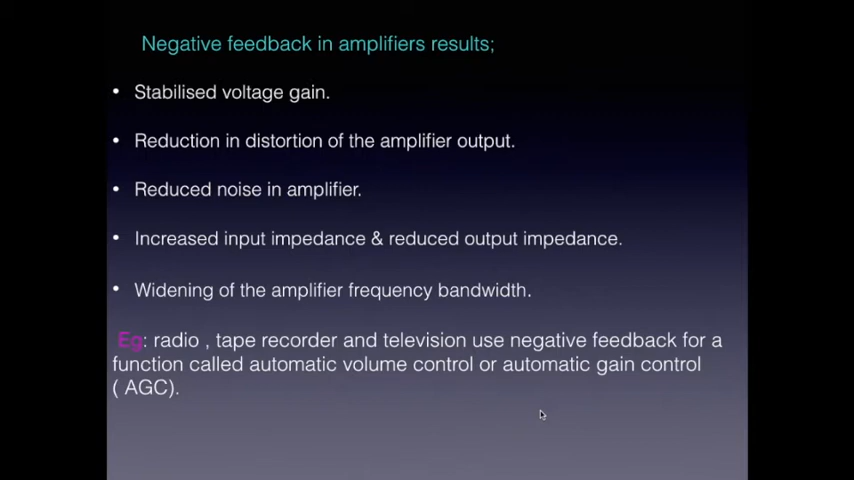 Negative feedback in amplifiers results;
• Stabilised voltage gain.
• Reduction in distortion of the amplifier output.
• Reduced noise in amplifier.
• Increased input impedance & reduced output impedance.
• Widening of the amplifier frequency bandwidth.
Eg: radio , tape recorder and television use negative feedback for a
function called automatic volume control or automatic gain control
( AGC).